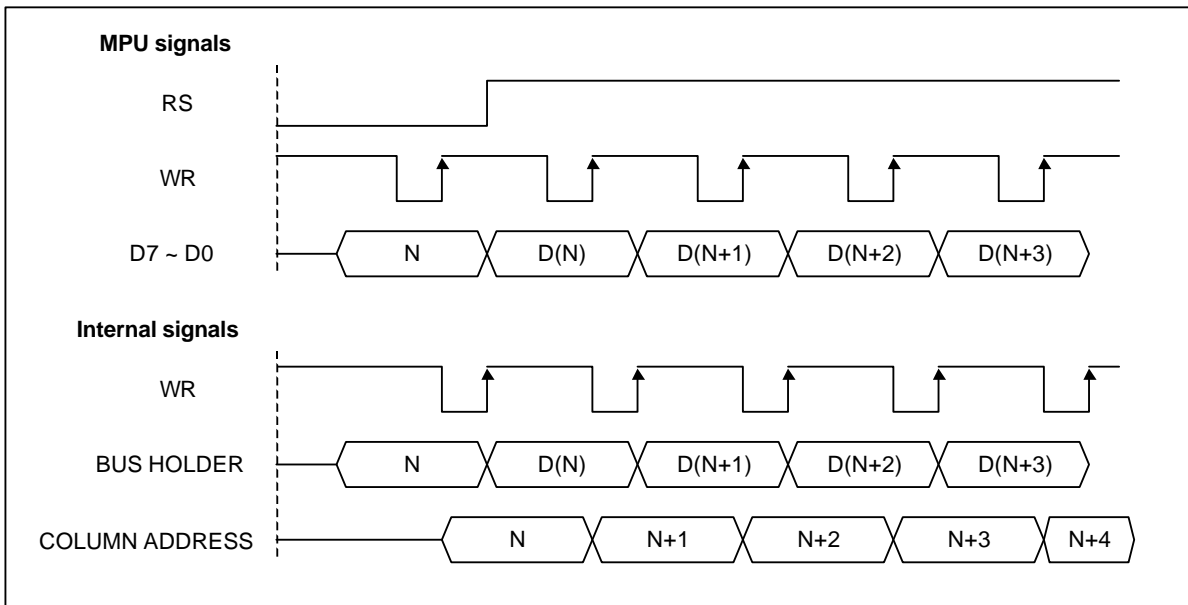 MPU signals
RS
WR
D7 ~ D0 N D(N) D(N+1) D(N+2) D(N+3)
Internal signals
WR
BUS HOLDER N D(N) D(N+1) D(N+2) D(N+3)
COLUMN ADDRESS N N+1 N+2 N+3 N+4